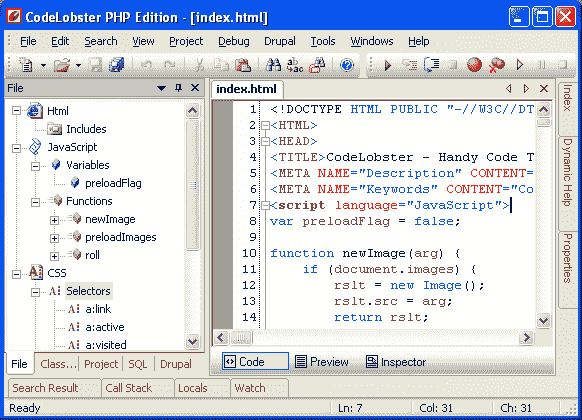 CodeLobster PHP Edition - [index.html]
File Edit Search View Project Debug Drupal Tools Windows Help
File
Html
Includes
JavaScript
Variables
preloadFlag
Functions
newImage
preloadImages
roll
CSS
Selectors
a:link
a:active
a:visited
File Class... Project SQL Drupal
index.html
1 <!DOCTYPE HTML PUBLIC "-//W3C//DT
2 <HTML>
3 <HEAD>
4 <TITLE>CodeLobster - Handy Code T
5 <META NAME="Description" CONTENT=
6 <META NAME="Keywords" CONTENT="Co
7 <script language="JavaScript">
8 var preloadFlag = false;
9
10 function newImage(arg) {
11 if (document.images) {
12 rslt = new Image();
13 rslt.src = arg;
14 return rslt;
Code Preview Inspector
Index
Dynamic Help
Properties
Search Result Call Stack Locals Watch
Ready Ln: 7 Col: 31 Ch: 31